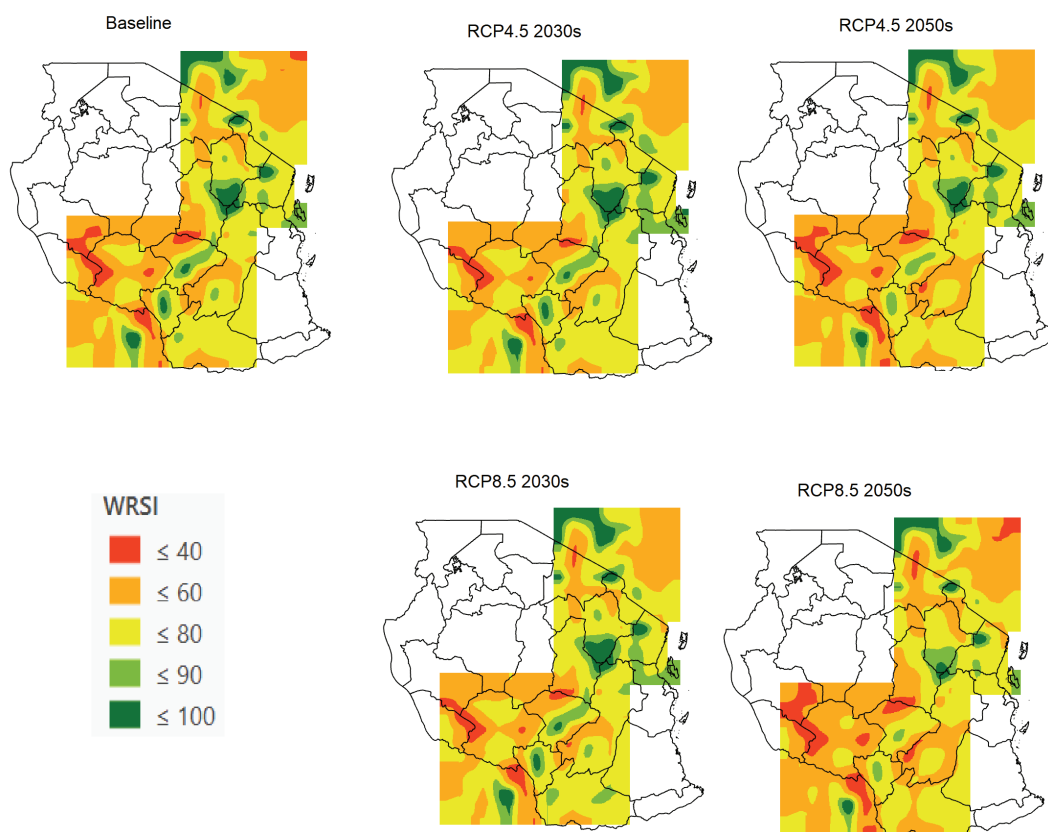 Baseline
RCP4.5 2030s
RCP4.5 2050s
RCP8.5 2030s
RCP8.5 2050s
WRSI
≤ 40
≤ 60
≤ 80
≤ 90
≤ 100